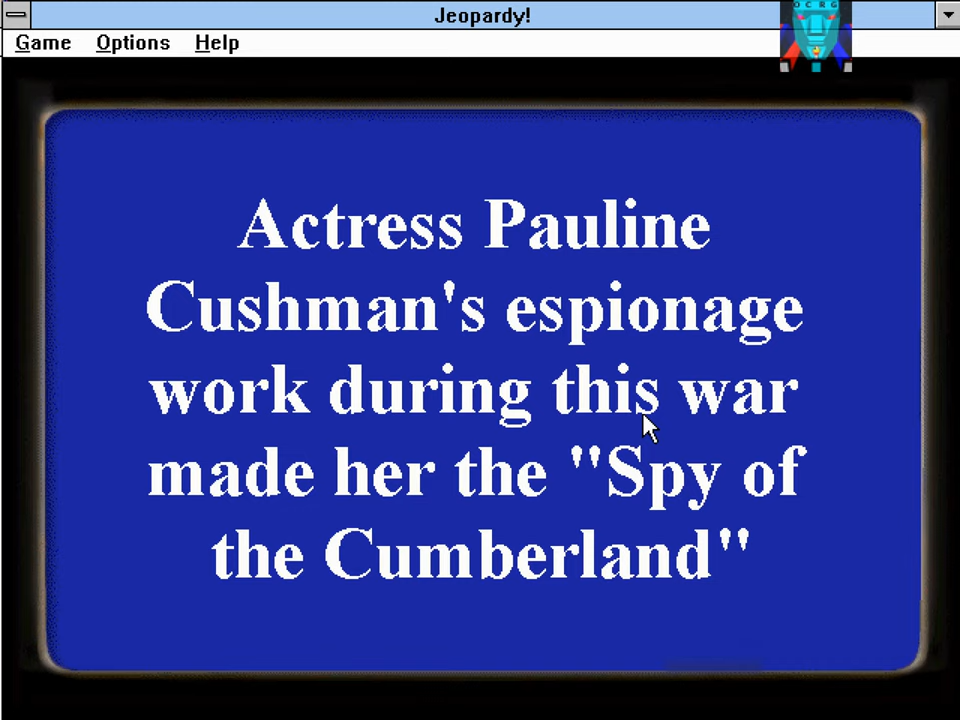 Jeopardy!
OCRG
Game Options Help
Actress Pauline
Cushman's espionage
work during this war
made her the "Spy of
the Cumberland"